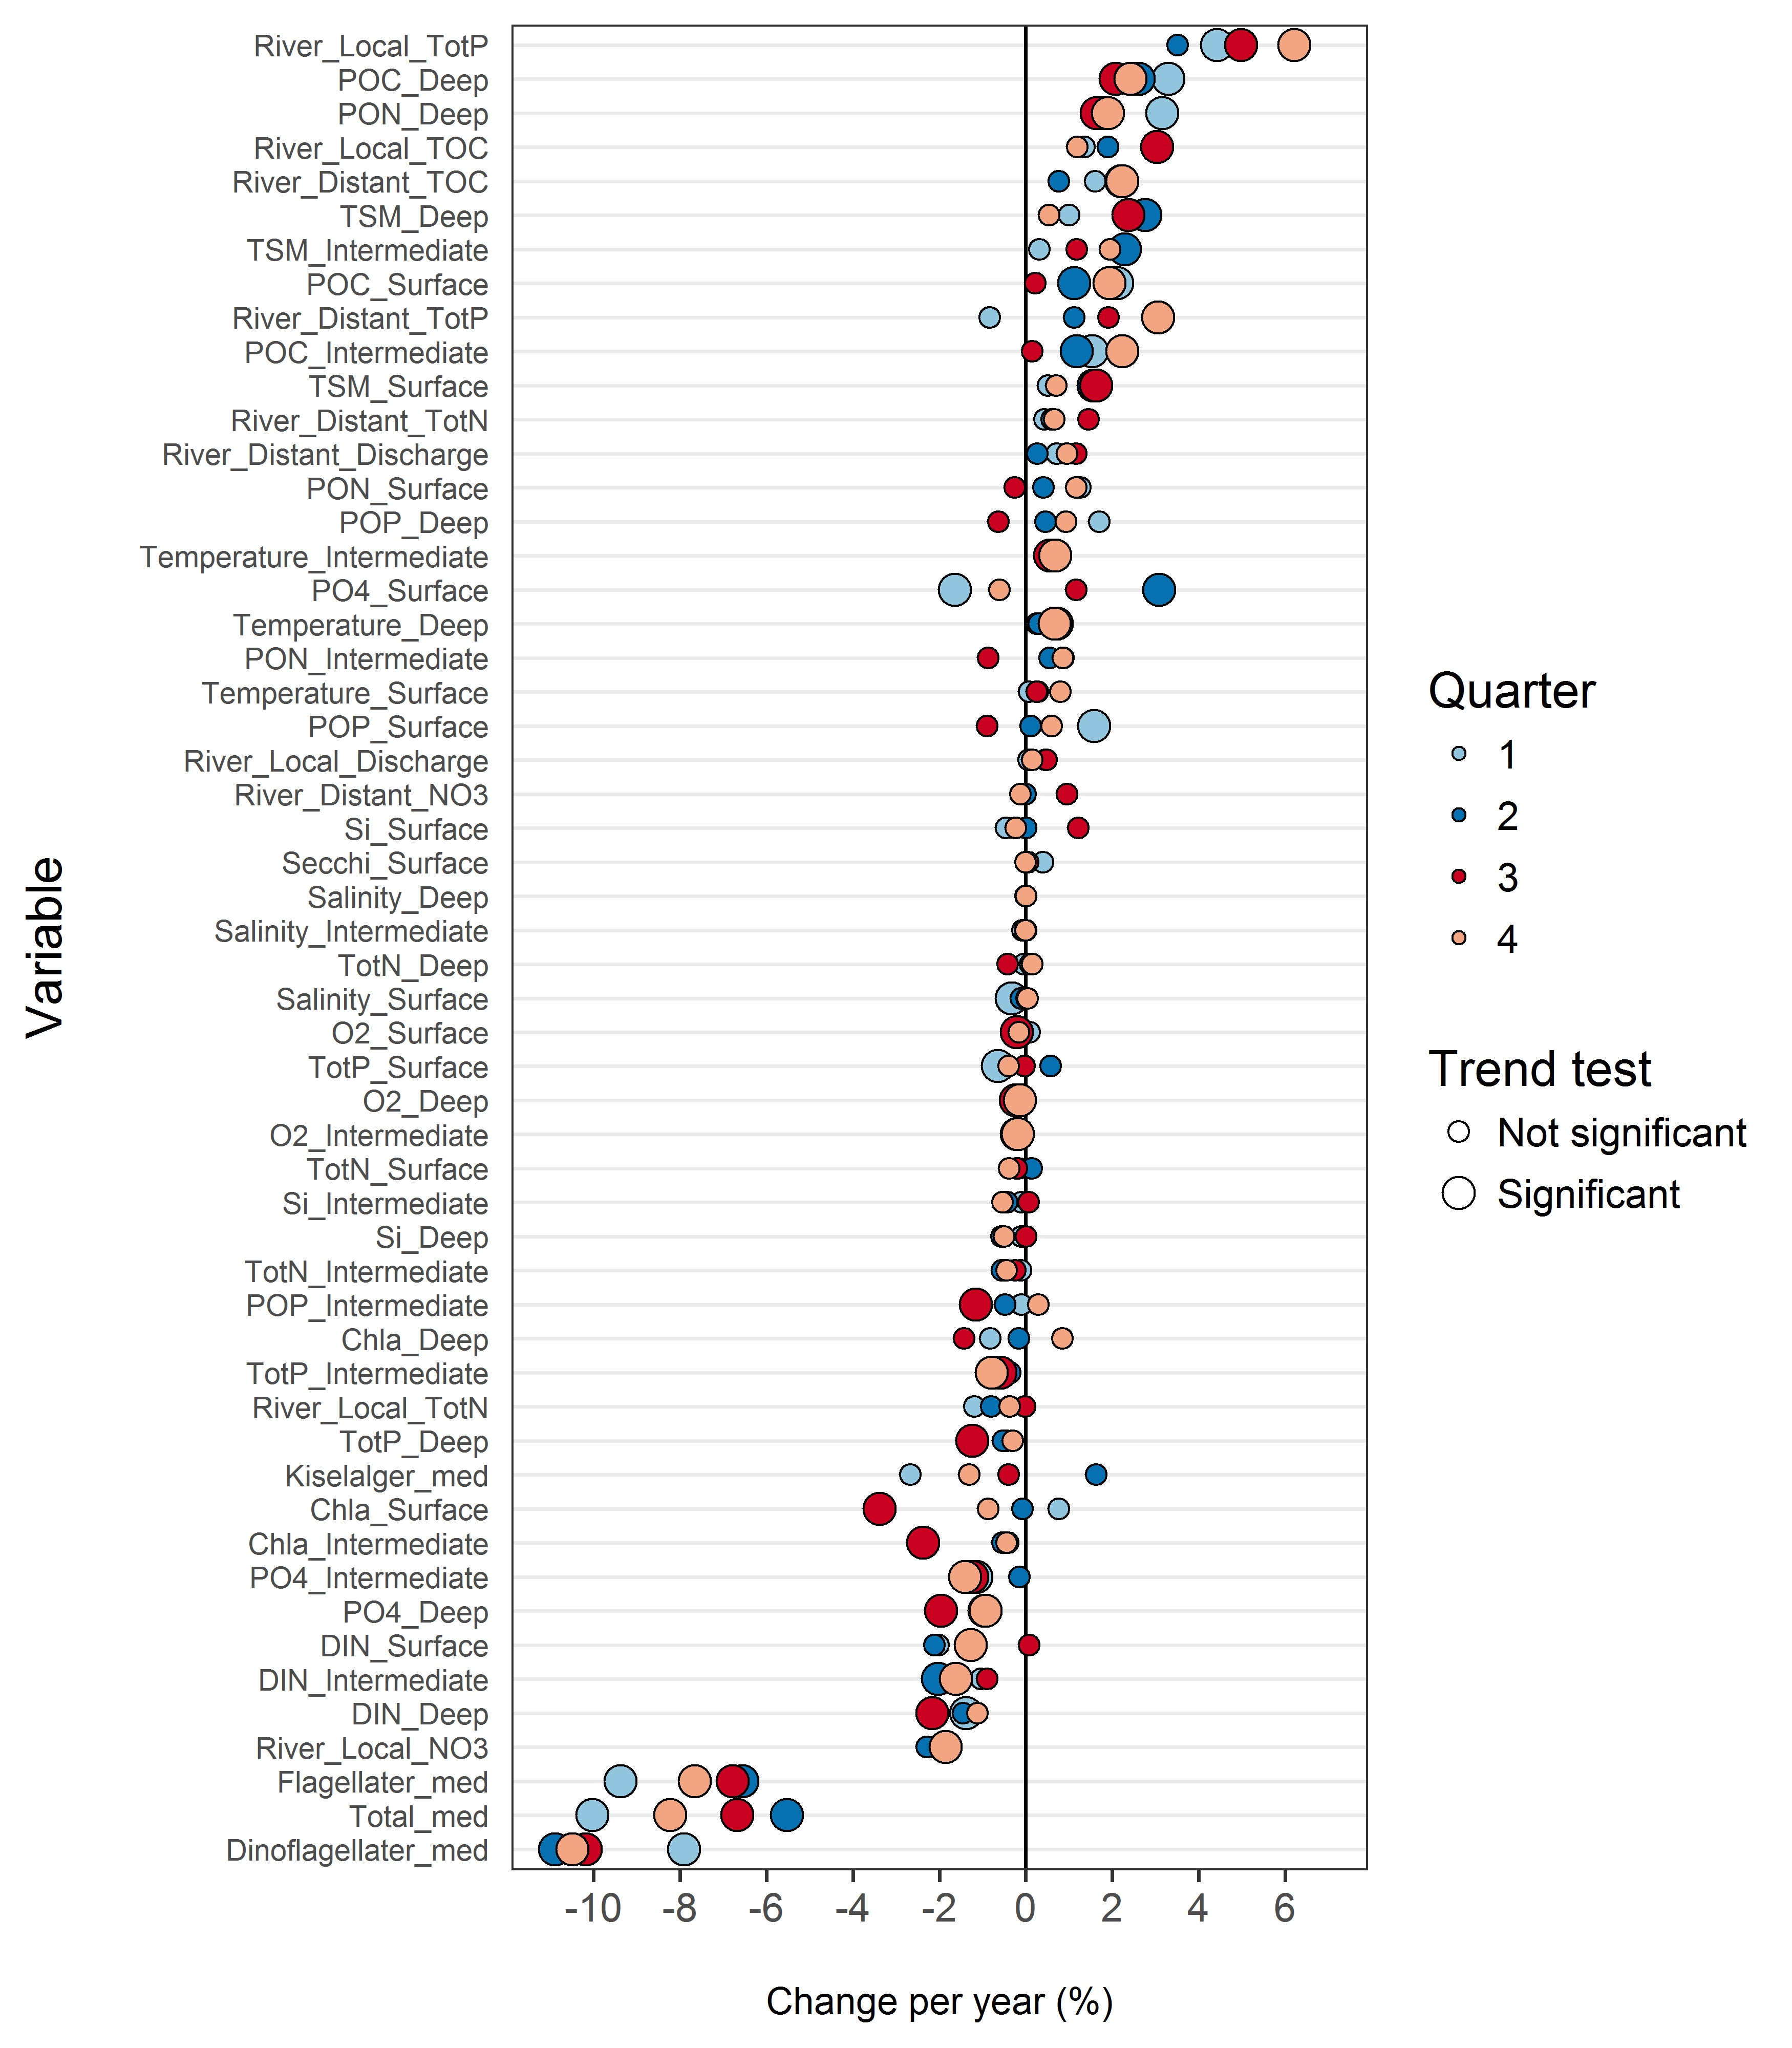 River_Local_TotP
POC_Deep
PON_Deep
River_Local_TOC
River_Distant_TOC
TSM_Deep
TSM_Intermediate
POC_Surface
River_Distant_TotP
POC_Intermediate
TSM_Surface
River_Distant_TotN
River_Distant_Discharge
PON_Surface
POP_Deep
Temperature_Intermediate
PO4_Surface
Temperature_Deep
PON_Intermediate
Temperature_Surface
POP_Surface
River_Local_Discharge
River_Distant_NO3
Si_Surface
Secchi_Surface
Salinity_Deep
Salinity_Intermediate
TotN_Deep
Salinity_Surface
O2_Surface
TotP_Surface
O2_Deep
O2_Intermediate
TotN_Surface
Si_Intermediate
Si_Deep
TotN_Intermediate
POP_Intermediate
Chla_Deep
TotP_Intermediate
River_Local_TotN
TotP_Deep
Kiselalger_med
Chla_Surface
Chla_Intermediate
PO4_Intermediate
PO4_Deep
DIN_Surface
DIN_Intermediate
DIN_Deep
River_Local_NO3
Flagellater_med
Total_med
Dinoflagellater_med
Variable
-10 -8 -6 -4 -2 0 2 4 6
Change per year (%)
Quarter
1
2
3
4
Trend test
Not significant
Significant